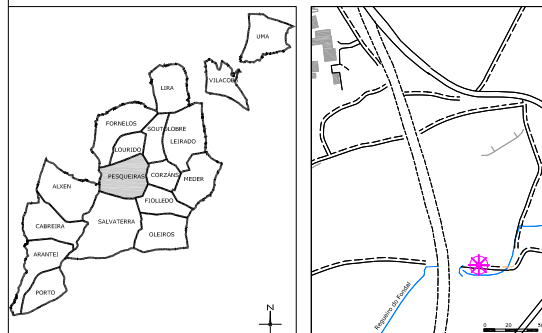 UMA
VILACOBA
LIRA
FORNELOS
SOUTOLOBRE
LEIRADO
LOURIDO
PESQUEIRAS
CORZÁNS
MEDER
ALXEN
FIOLLEDO
SALVATERRA
CABREIRA
OLEIROS
ARANTEI
PORTO
N
Regueiro do Fondal
0
20